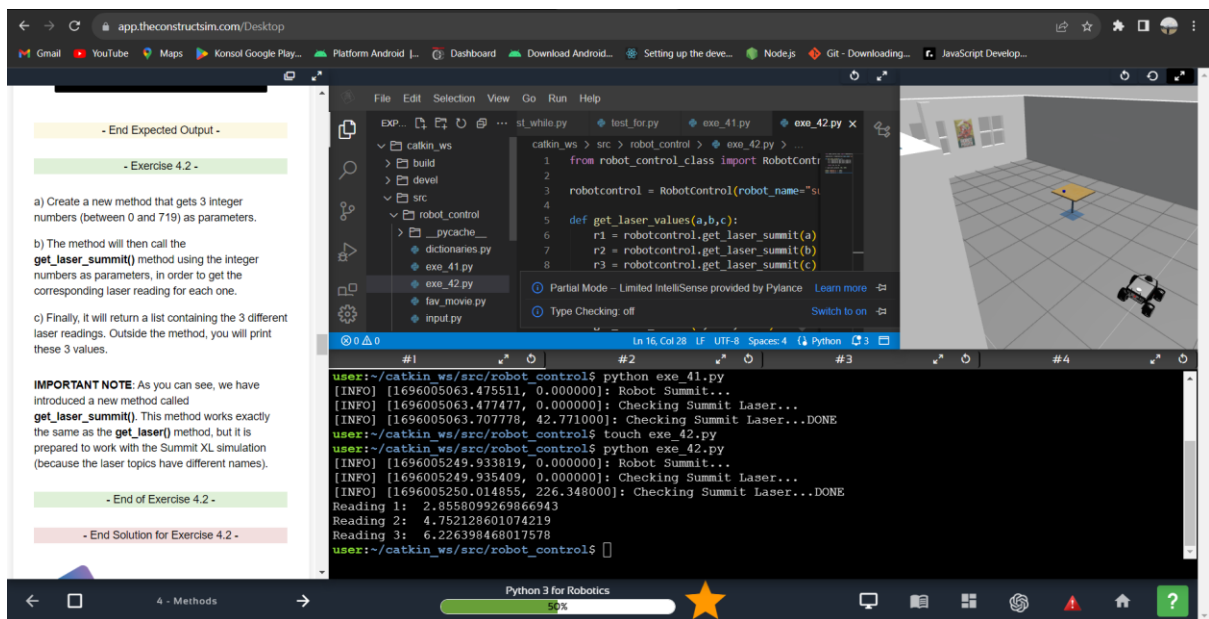 app.theconstructsim.com/Desktop
Gmail YouTube Maps Konsol Google Play... Platform Android |... Dashboard Download Android... Setting up the deve... Node.js Git - Downloading... JavaScript Develop...
- End Expected Output -
- Exercise 4.2 -
a) Create a new method that gets 3 integer
numbers (between 0 and 719) as parameters.
b) The method will then call the
get_laser_summit() method using the integer
numbers as parameters, in order to get the
corresponding laser reading for each one.
c) Finally, it will return a list containing the 3 different
laser readings. Outside the method, you will print
these 3 values.
IMPORTANT NOTE: As you can see, we have
introduced a new method called
get_laser_summit(). This method works exactly
the same as the get_laser() method, but it is
prepared to work with the Summit XL simulation
(because the laser topics have different names).
- End of Exercise 4.2 -
- End Solution for Exercise 4.2 -
File Edit Selection View Go Run Help
EXP... st_while.py test_for.py exe_41.py exe_42.py
catkin_ws
build
devel
src
robot_control
__pycache__
dictionaries.py
exe_41.py
exe_42.py
fav_movie.py
input.py
catkin_ws > src > robot_control > exe_42.py > ...
1 from robot_control_class import RobotContr
2
3 robotcontrol = RobotControl(robot_name="su
4
5 def get_laser_values(a,b,c):
6 r1 = robotcontrol.get_laser_summit(a)
7 r2 = robotcontrol.get_laser_summit(b)
8 r3 = robotcontrol.get_laser_summit(c)
Partial Mode – Limited IntelliSense provided by Pylance Learn more
Type Checking: off Switch to on
0 0 Ln 16, Col 28 LF UTF-8 Spaces: 4 Python 3
#1 #2 #3 #4
user:~/catkin_ws/src/robot_control$ python exe_41.py
[INFO] [1696005063.475511, 0.000000]: Robot Summit...
[INFO] [1696005063.477477, 0.000000]: Checking Summit Laser...
[INFO] [1696005063.707778, 42.771000]: Checking Summit Laser...DONE
user:~/catkin_ws/src/robot_control$ touch exe_42.py
user:~/catkin_ws/src/robot_control$ python exe_42.py
[INFO] [1696005249.933819, 0.000000]: Robot Summit...
[INFO] [1696005249.935409, 0.000000]: Checking Summit Laser...
[INFO] [1696005250.014855, 226.348000]: Checking Summit Laser...DONE
Reading 1: 2.8558099269866943
Reading 2: 4.752128601074219
Reading 3: 6.226398468017578
user:~/catkin_ws/src/robot_control$
4 - Methods
Python 3 for Robotics
50%
?